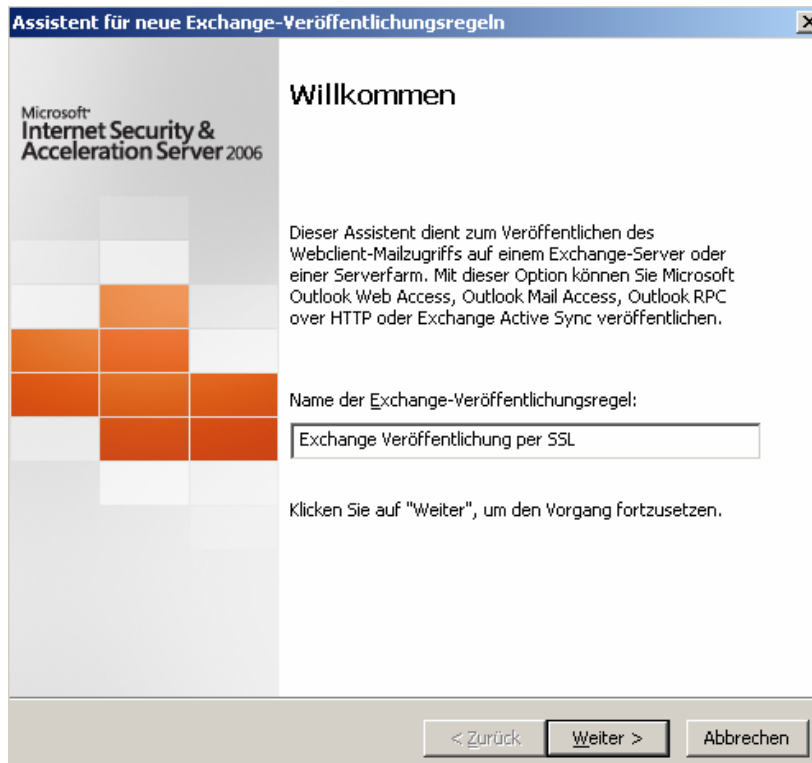 Assistent für neue Exchange-Veröffentlichungsregeln
Microsoft
Internet Security &
Acceleration Server 2006
Willkommen
Dieser Assistent dient zum Veröffentlichen des
Webclient-Mailzugriffs auf einem Exchange-Server oder
einer Serverfarm. Mit dieser Option können Sie Microsoft
Outlook Web Access, Outlook Mail Access, Outlook RPC
over HTTP oder Exchange Active Sync veröffentlichen.
Name der Exchange-Veröffentlichungsregel:
Exchange Veröffentlichung per SSL
Klicken Sie auf "Weiter", um den Vorgang fortzusetzen.
< Zurück
Weiter >
Abbrechen